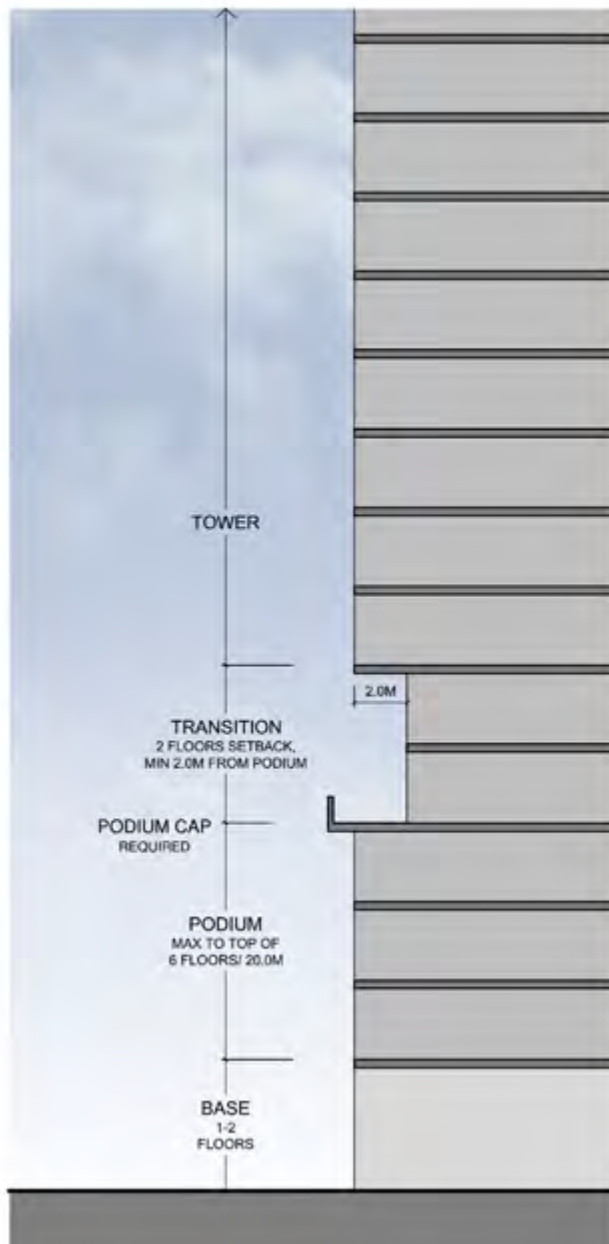 TOWER
2.0M
TRANSITION
2 FLOORS SETBACK,
MIN 2.0M FROM PODIUM
PODIUM CAP
REQUIRED
PODIUM
MAX TO TOP OF
6 FLOORS/ 20.0M
BASE
1-2
FLOORS